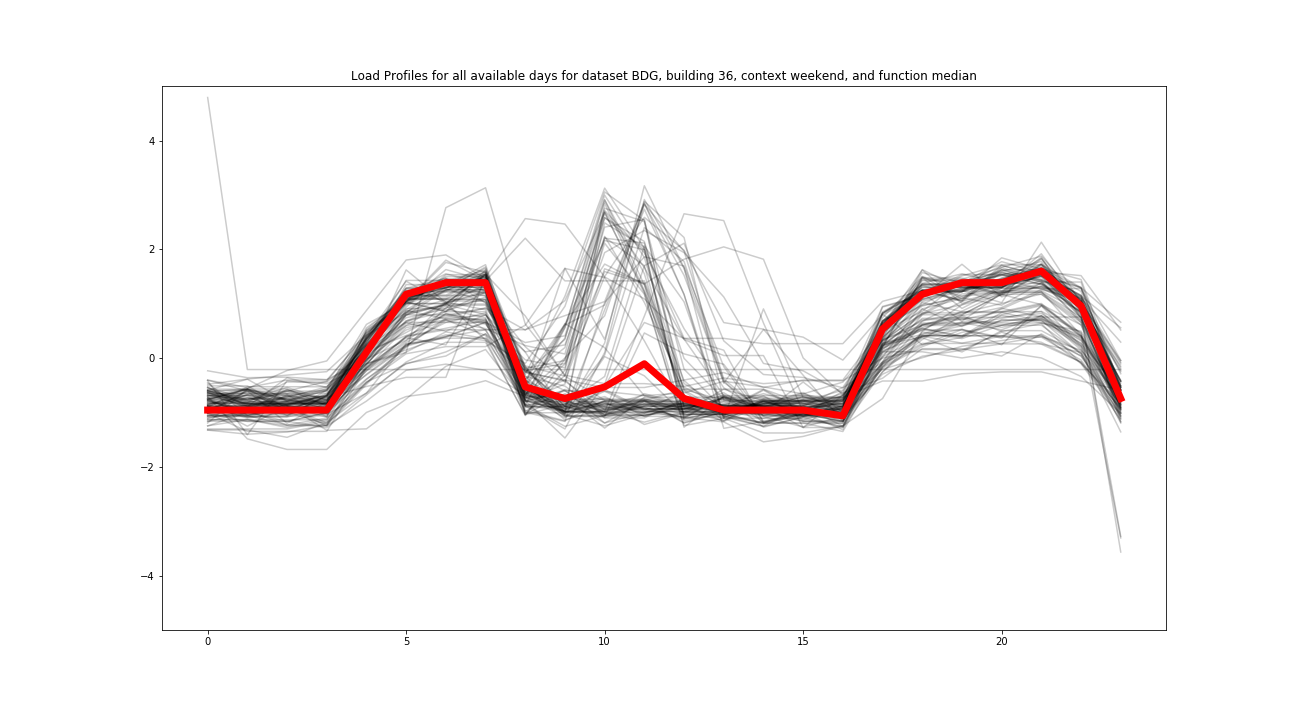 Load Profiles for all available days for dataset BDG, building 36, context weekend, and function median
4
2
0
−2
−4
0 5 10 15 20